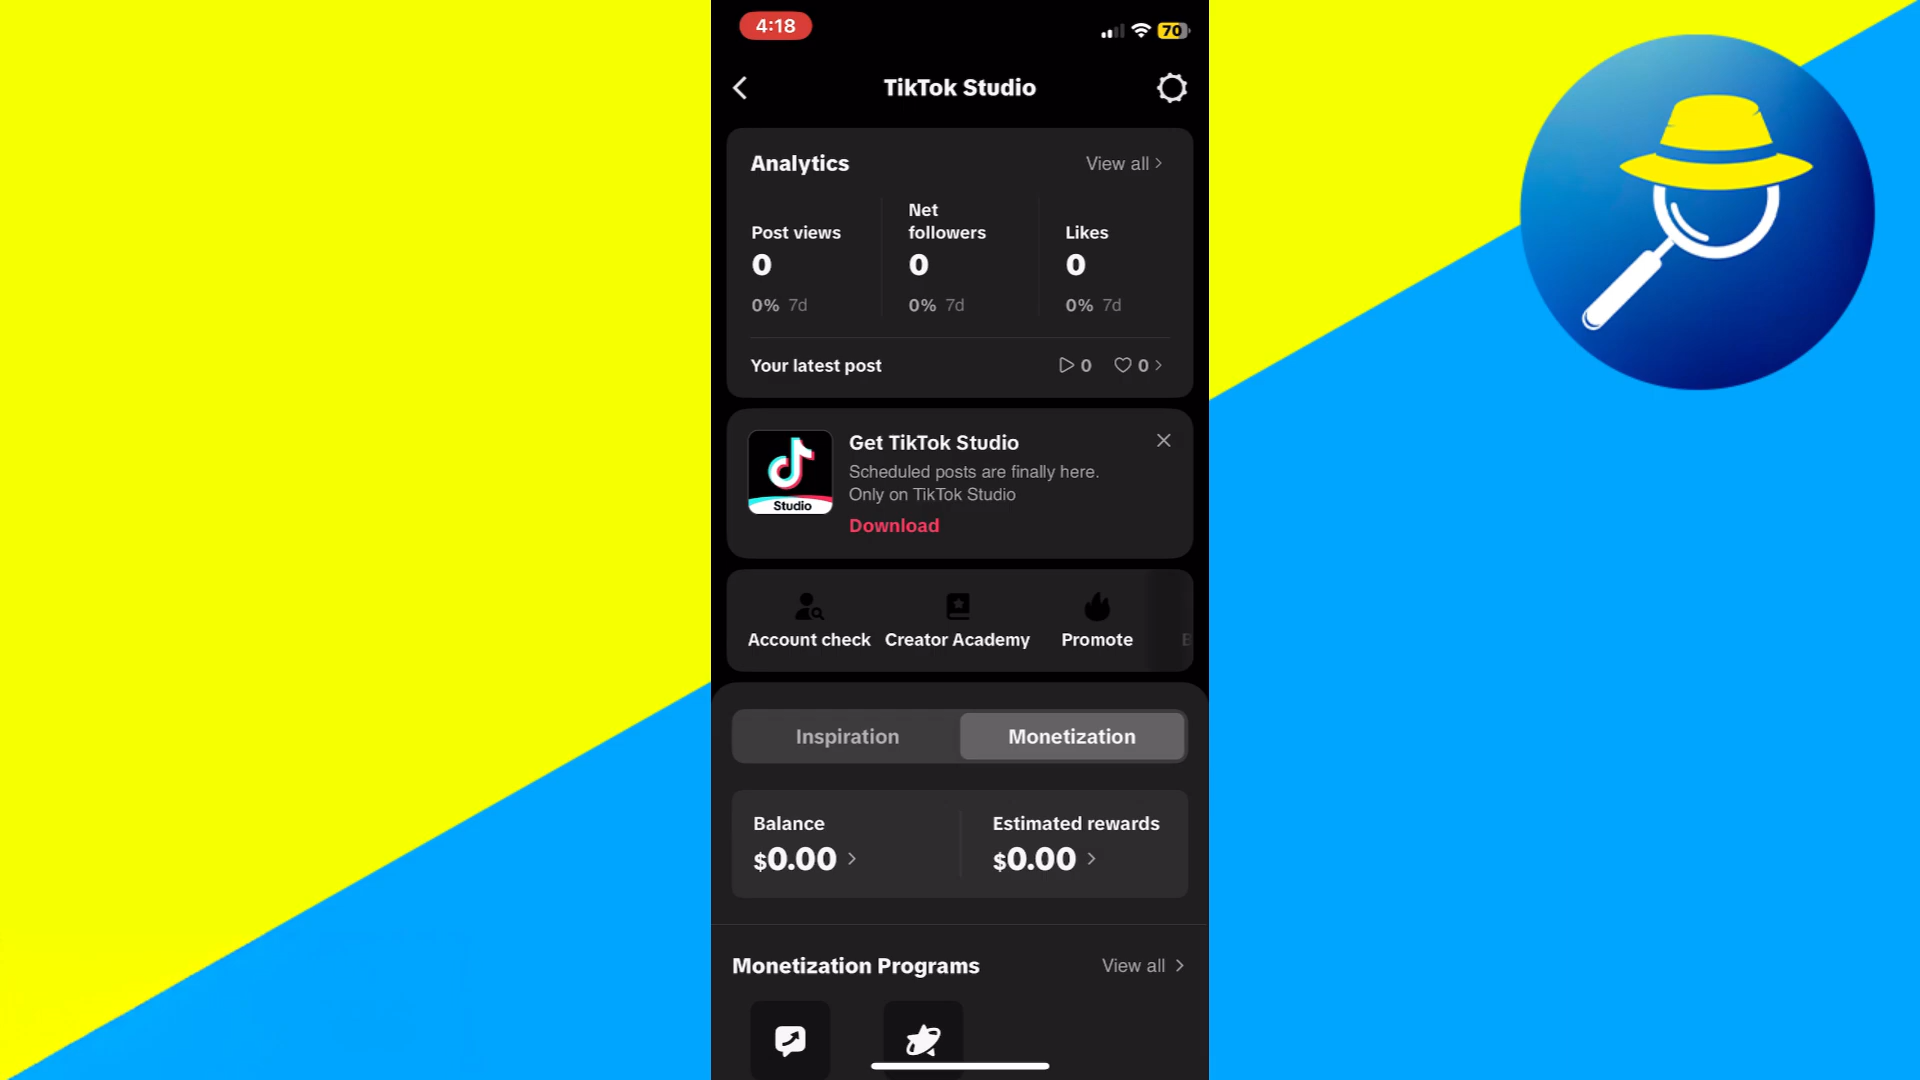 4:18
70
TikTok Studio
Analytics
View all
Post views
0
0% 7d
Net
followers
0
0% 7d
Likes
0
0% 7d
Your latest post
0
0
Get TikTok Studio
Scheduled posts are finally here.
Only on TikTok Studio
Download
Studio
Account check
Creator Academy
Promote
Inspiration
Monetization
Balance
$0.00
Estimated rewards
$0.00
Monetization Programs
View all